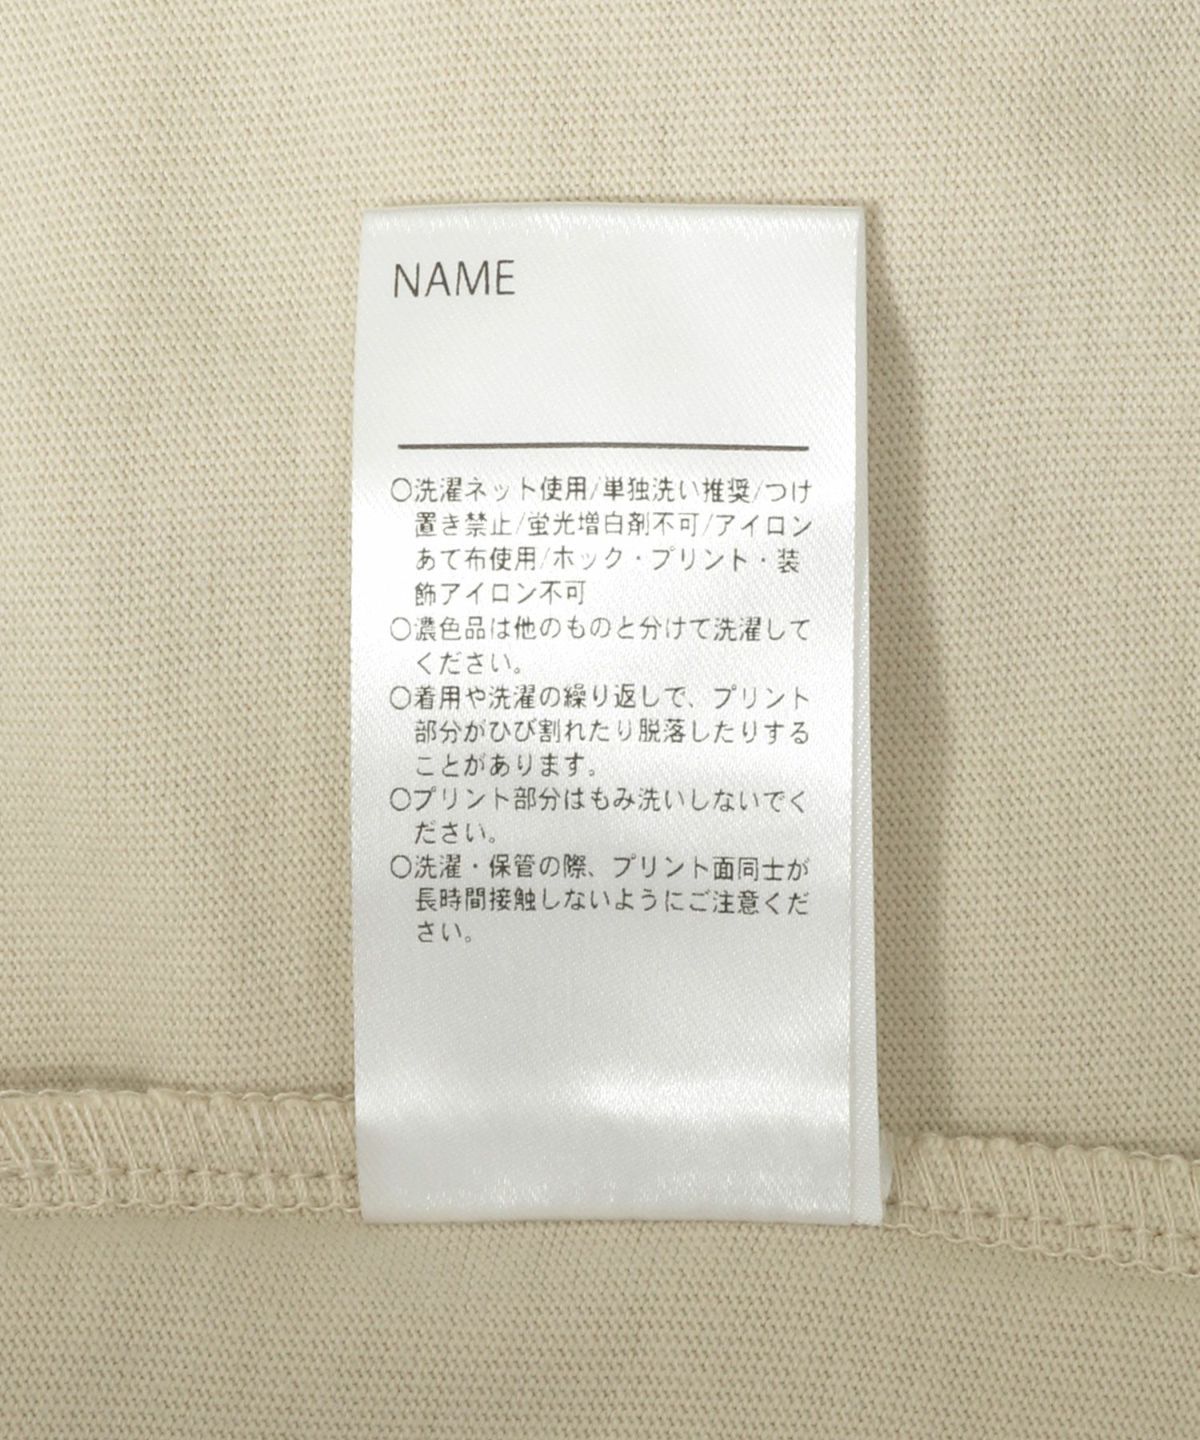 NAME
○洗濯ネット使用/単独洗い推奨/つけ
置き禁止/蛍光増白剤不可/アイロン
あて布使用/ホック・プリント・装
飾アイロン不可
○濃色品は他のものと分けて洗濯して
ください。
○着用や洗濯の繰り返しで、プリント
部分がひび割れたり脱落したりする
ことがあります。
○プリント部分はもみ洗いしないでく
ださい。
○洗濯・保管の際、プリント面同士が
長時間接触しないようにご注意くだ
さい。